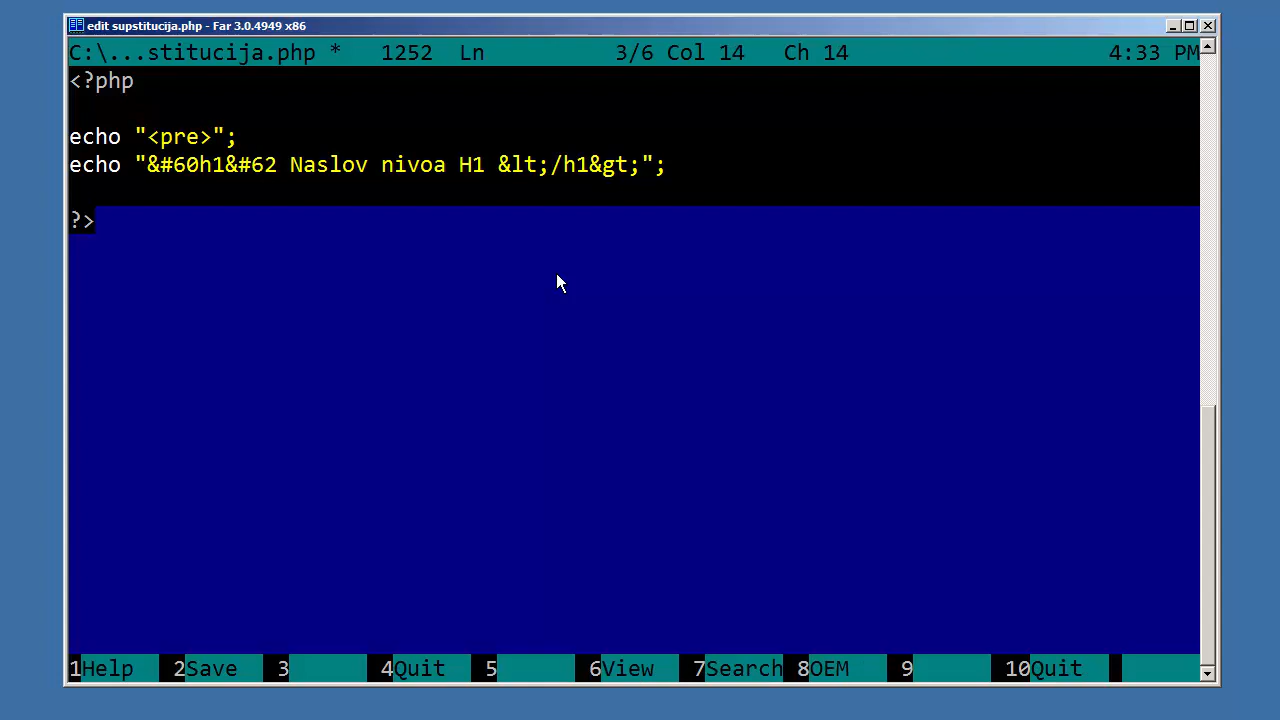 edit supstitucija.php - Far 3.0.4949 x86
C:\...stitucija.php * 1252 Ln 3/6 Col 14 Ch 14 4:33 PM
<?php
echo "<pre>";
echo "&#60h1&#62 Naslov nivoa H1 &lt;/h1&gt;";
?>
1Help 2Save 3 4Quit 5 6View 7Search 8OEM 9 10Quit